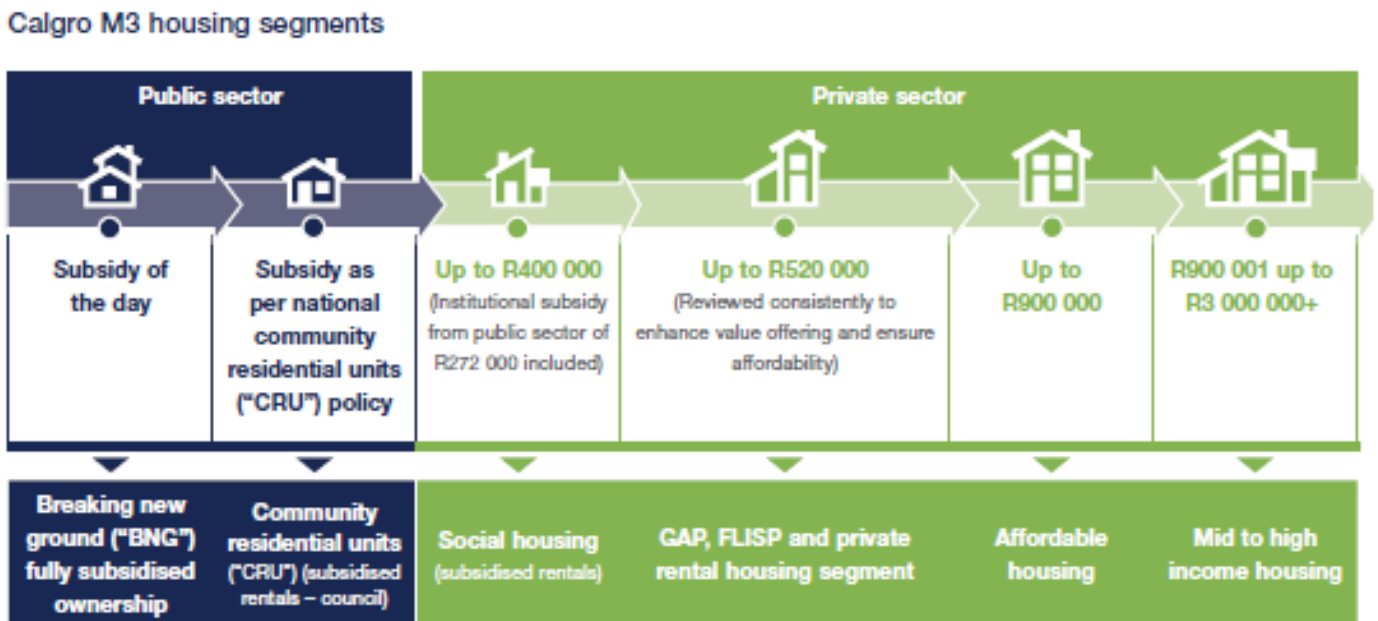 Calgro M3 housing segments
Public sector
Private sector
Subsidy of
the day
Subsidy as
per national
community
residential units
(“CRU”) policy
Up to R400 000
(Institutional subsidy
from public sector of
R272 000 included)
Up to R520 000
(Reviewed consistently to
enhance value offering and ensure
affordability)
Up to
R900 000
R900 001 up to
R3 000 000+
Breaking new
ground (“BNG”)
fully subsidised
ownership
Community
residential units
(“CRU”) (subsidised
rentals – council)
Social housing
(subsidised rentals)
GAP, FLISP and private
rental housing segment
Affordable
housing
Mid to high
income housing